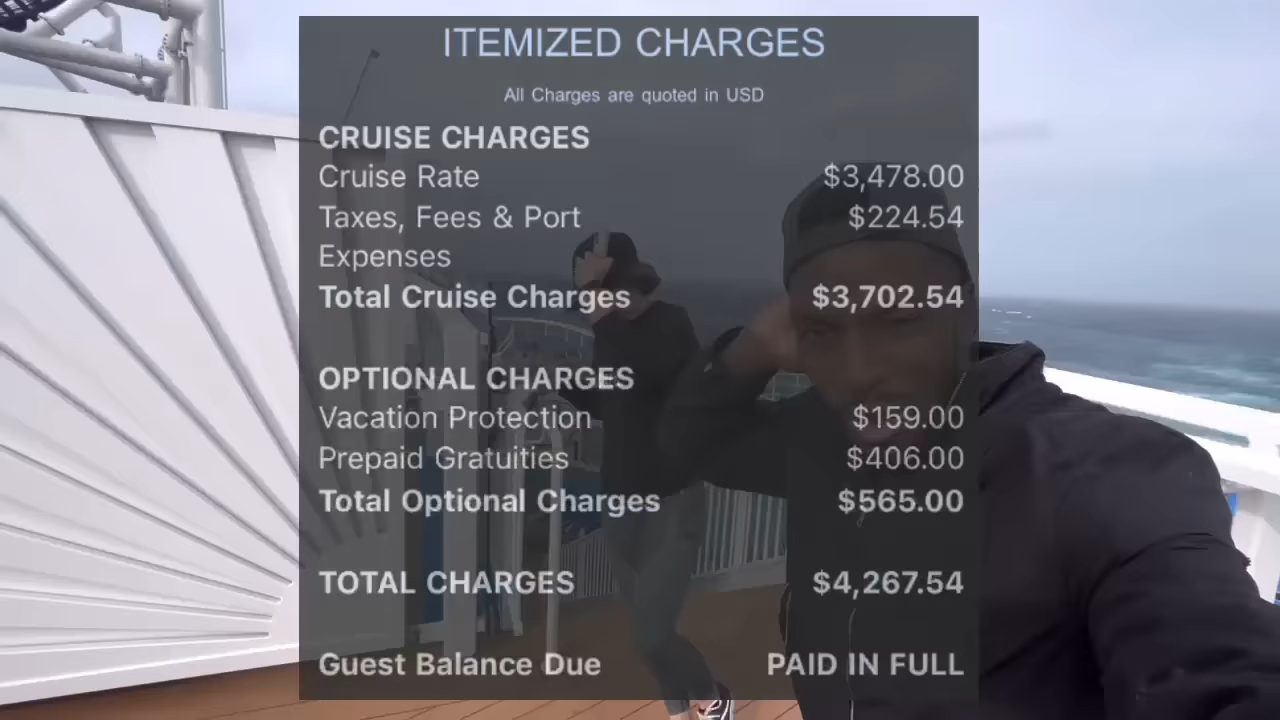 ITEMIZED CHARGES
All Charges are quoted in USD
CRUISE CHARGES
Cruise Rate $3,478.00
Taxes, Fees & Port $224.54
Expenses
Total Cruise Charges $3,702.54
OPTIONAL CHARGES
Vacation Protection $159.00
Prepaid Gratuities $406.00
Total Optional Charges $565.00
TOTAL CHARGES $4,267.54
Guest Balance Due PAID IN FULL